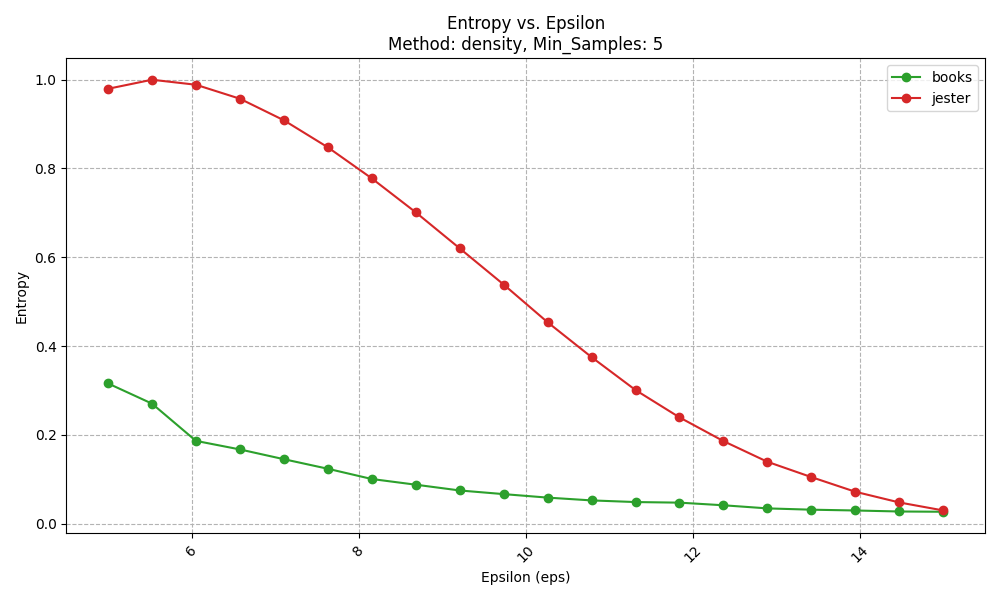 Entropy vs. Epsilon
Method: density, Min_Samples: 5
books
jester
1.0
0.8
0.6
0.4
0.2
0.0
Entropy
6
8
10
12
14
Epsilon (eps)